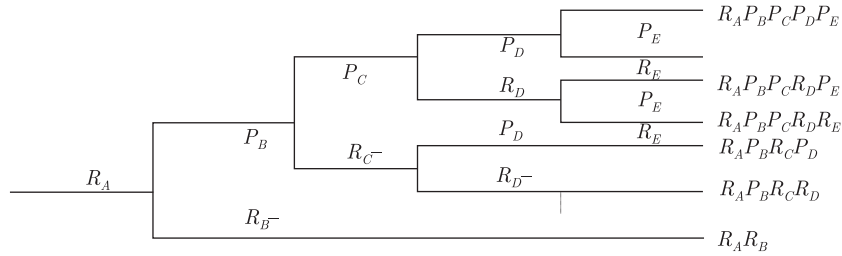 R_A P_B P_C P_D P_E
P_E
P_D
R_E
P_C
R_D
R_A P_B P_C R_D P_E
P_E
R_A P_B P_C R_D R_E
P_D
R_E
P_B
R_A P_B R_C P_D
R_C–
R_D–
R_A
R_A P_B R_C R_D
R_B–
R_A R_B